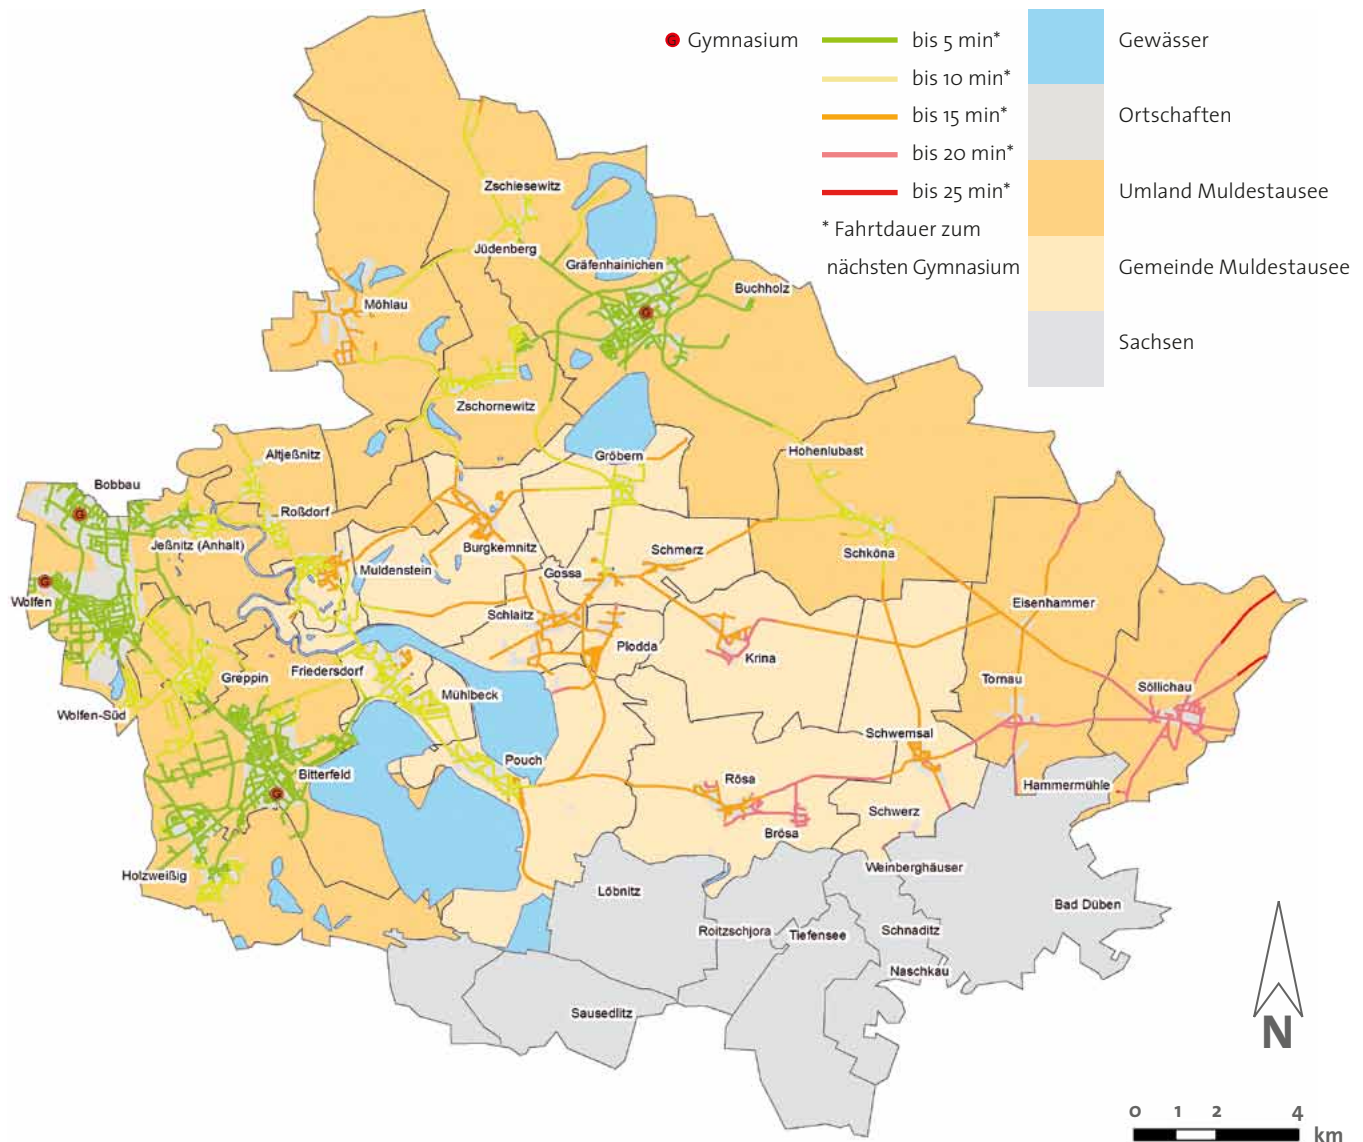 G Gymnasium
bis 5 min*
bis 10 min*
bis 15 min*
bis 20 min*
bis 25 min*
* Fahrtdauer zum
nächsten Gymnasium
Gewässer
Ortschaften
Umland Muldestausee
Gemeinde Muldestausee
Sachsen
Zschiesewitz
Jüdenberg
Gräfenhainichen
Buchholz
Möhlau
G
Zschornewitz
Altjeßnitz
Gröbern
Hohenlubast
Bobbau
G
Roßdorf
Jeßnitz (Anhalt)
Burgkemnitz
Schmerz
Schköna
Muldenstein
Gossa
G
Wolfen
Eisenhammer
Schlaitz
Plodda
Krina
Friedersdorf
Greppin
Tornau
Söllichau
Mühlbeck
Wolfen-Süd
Schwemsal
Pouch
Bitterfeld
Rösa
Hammermühle
G
Schwerz
Brösa
Holzweißig
Weinberghäuser
Löbnitz
Bad Düben
Roitzschjora
Tiefensee
Schnaditz
Naschkau
Sausedlitz
N
0 1 2 4
km